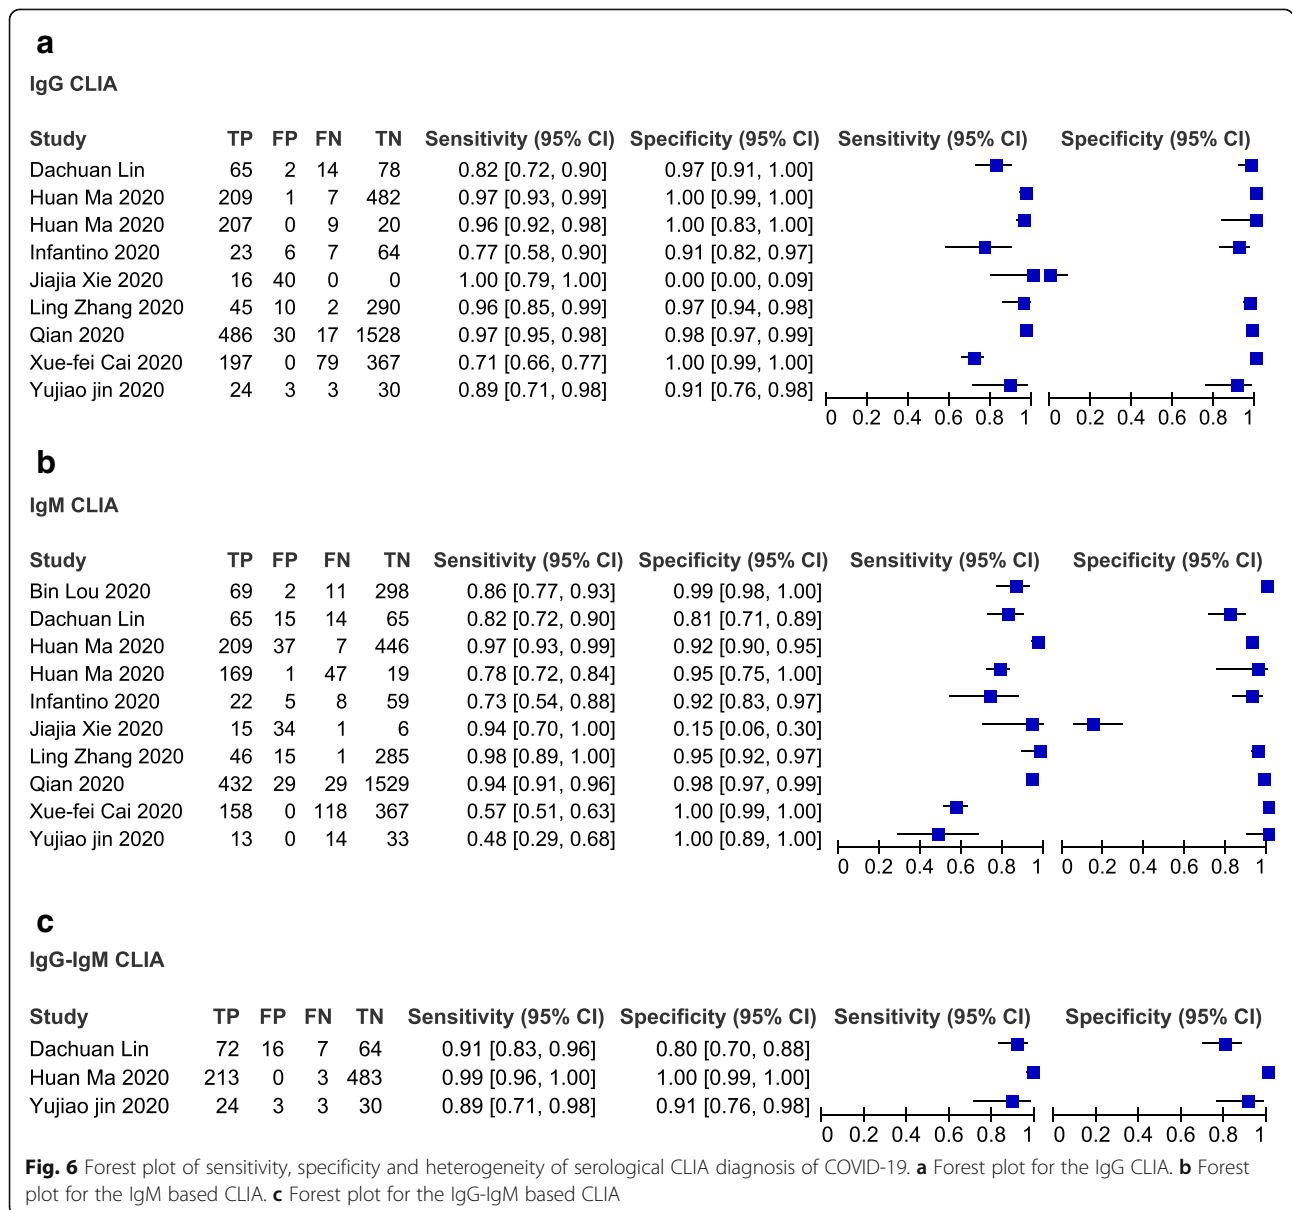 a
IgG CLIA
Study TP FP FN TN Sensitivity (95% CI) Specificity (95% CI) Sensitivity (95% CI) Specificity (95% CI)
Dachuan Lin 65 2 14 78 0.82 [0.72, 0.90] 0.97 [0.91, 1.00]
Huan Ma 2020 209 1 7 482 0.97 [0.93, 0.99] 1.00 [0.99, 1.00]
Huan Ma 2020 207 0 9 20 0.96 [0.92, 0.98] 1.00 [0.83, 1.00]
Infantino 2020 23 6 7 64 0.77 [0.58, 0.90] 0.91 [0.82, 0.97]
Jiajia Xie 2020 16 40 0 0 1.00 [0.79, 1.00] 0.00 [0.00, 0.09]
Ling Zhang 2020 45 10 2 290 0.96 [0.85, 0.99] 0.97 [0.94, 0.98]
Qian 2020 486 30 17 1528 0.97 [0.95, 0.98] 0.98 [0.97, 0.99]
Xue-fei Cai 2020 197 0 79 367 0.71 [0.66, 0.77] 1.00 [0.99, 1.00]
Yujiao jin 2020 24 3 3 30 0.89 [0.71, 0.98] 0.91 [0.76, 0.98]
0 0.2 0.4 0.6 0.8 1 0 0.2 0.4 0.6 0.8 1
b
IgM CLIA
Study TP FP FN TN Sensitivity (95% CI) Specificity (95% CI) Sensitivity (95% CI) Specificity (95% CI)
Bin Lou 2020 69 2 11 298 0.86 [0.77, 0.93] 0.99 [0.98, 1.00]
Dachuan Lin 65 15 14 65 0.82 [0.72, 0.90] 0.81 [0.71, 0.89]
Huan Ma 2020 209 37 7 446 0.97 [0.93, 0.99] 0.92 [0.90, 0.95]
Huan Ma 2020 169 1 47 19 0.78 [0.72, 0.84] 0.95 [0.75, 1.00]
Infantino 2020 22 5 8 59 0.73 [0.54, 0.88] 0.92 [0.83, 0.97]
Jiajia Xie 2020 15 34 1 6 0.94 [0.70, 1.00] 0.15 [0.06, 0.30]
Ling Zhang 2020 46 15 1 285 0.98 [0.89, 1.00] 0.95 [0.92, 0.97]
Qian 2020 432 29 29 1529 0.94 [0.91, 0.96] 0.98 [0.97, 0.99]
Xue-fei Cai 2020 158 0 118 367 0.57 [0.51, 0.63] 1.00 [0.99, 1.00]
Yujiao jin 2020 13 0 14 33 0.48 [0.29, 0.68] 1.00 [0.89, 1.00]
0 0.2 0.4 0.6 0.8 1 0 0.2 0.4 0.6 0.8 1
c
IgG-IgM CLIA
Study TP FP FN TN Sensitivity (95% CI) Specificity (95% CI) Sensitivity (95% CI) Specificity (95% CI)
Dachuan Lin 72 16 7 64 0.91 [0.83, 0.96] 0.80 [0.70, 0.88]
Huan Ma 2020 213 0 3 483 0.99 [0.96, 1.00] 1.00 [0.99, 1.00]
Yujiao jin 2020 24 3 3 30 0.89 [0.71, 0.98] 0.91 [0.76, 0.98]
0 0.2 0.4 0.6 0.8 1 0 0.2 0.4 0.6 0.8 1
Fig. 6 Forest plot of sensitivity, specificity and heterogeneity of serological CLIA diagnosis of COVID-19. a Forest plot for the IgG CLIA. b Forest
plot for the IgM based CLIA. c Forest plot for the IgG-IgM based CLIA